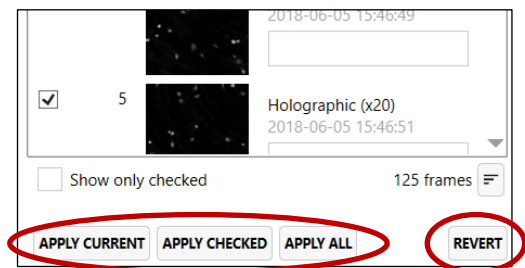 2018-06-05 15:46:49
5
Holographic (x20)
2018-06-05 15:46:51
Show only checked
125 frames
APPLY CURRENT APPLY CHECKED APPLY ALL REVERT